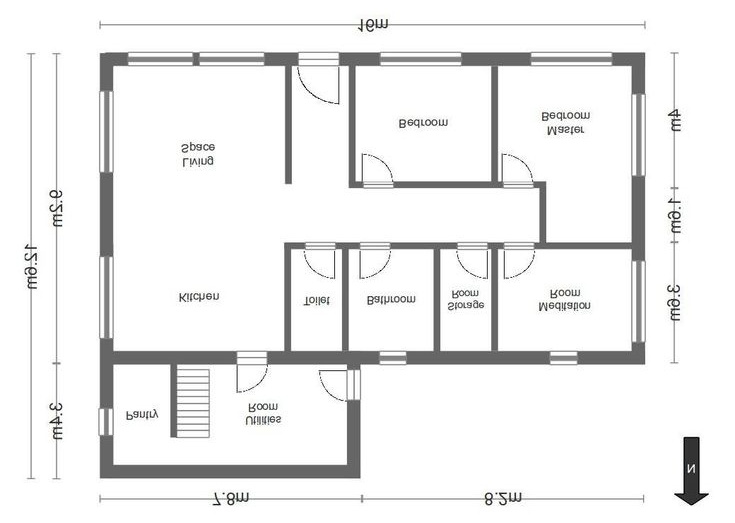 16m
Living
Space
Bedroom
Master
Bedroom
4m
1.6m
3.6m
9.2m
12.6m
3.4m
Kitchen
Toilet
Bathroom
Storage
Room
Meditation
Room
Pantry
Utilities
Room
N
7.8m
8.2m